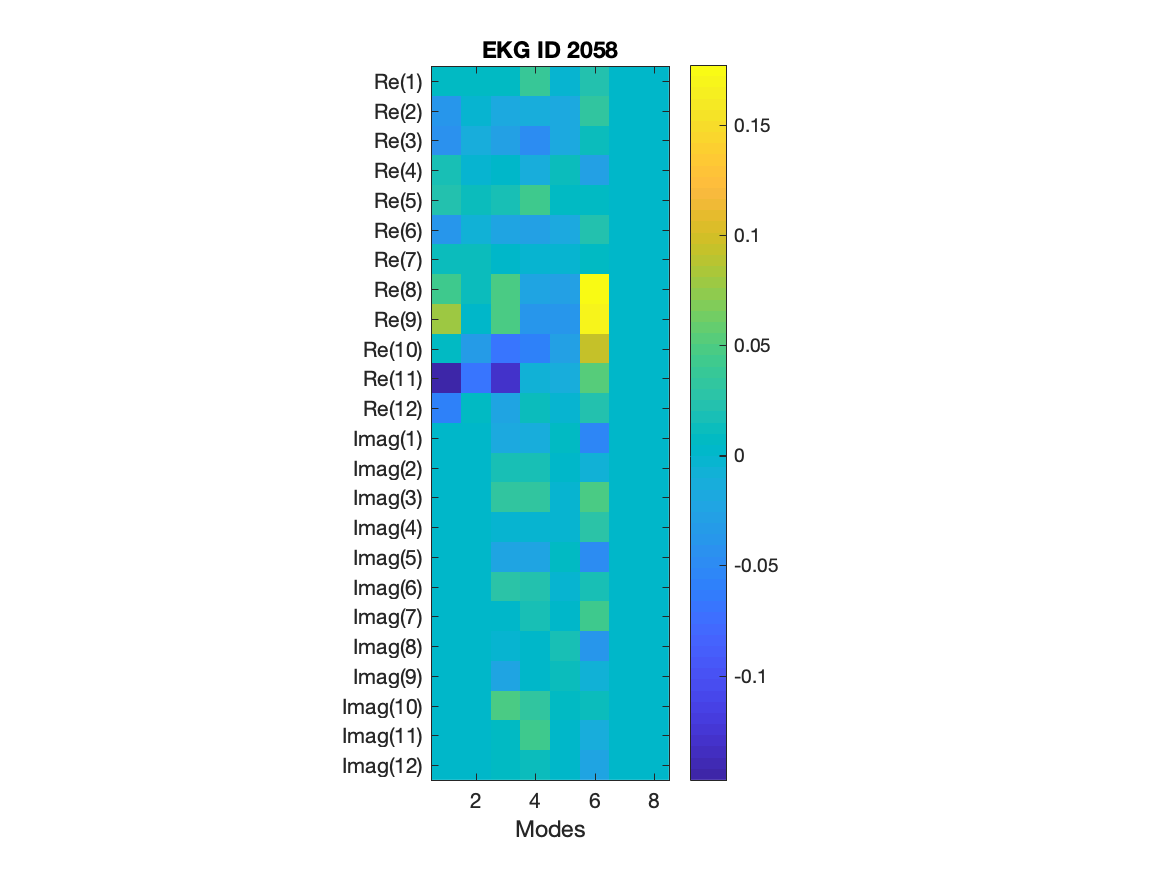 EKG ID 2058
Re(1)
Re(2)
Re(3)
Re(4)
Re(5)
Re(6)
Re(7)
Re(8)
Re(9)
Re(10)
Re(11)
Re(12)
Imag(1)
Imag(2)
Imag(3)
Imag(4)
Imag(5)
Imag(6)
Imag(7)
Imag(8)
Imag(9)
Imag(10)
Imag(11)
Imag(12)
2 4 6 8
Modes
0.15
0.1
0.05
0
-0.05
-0.1